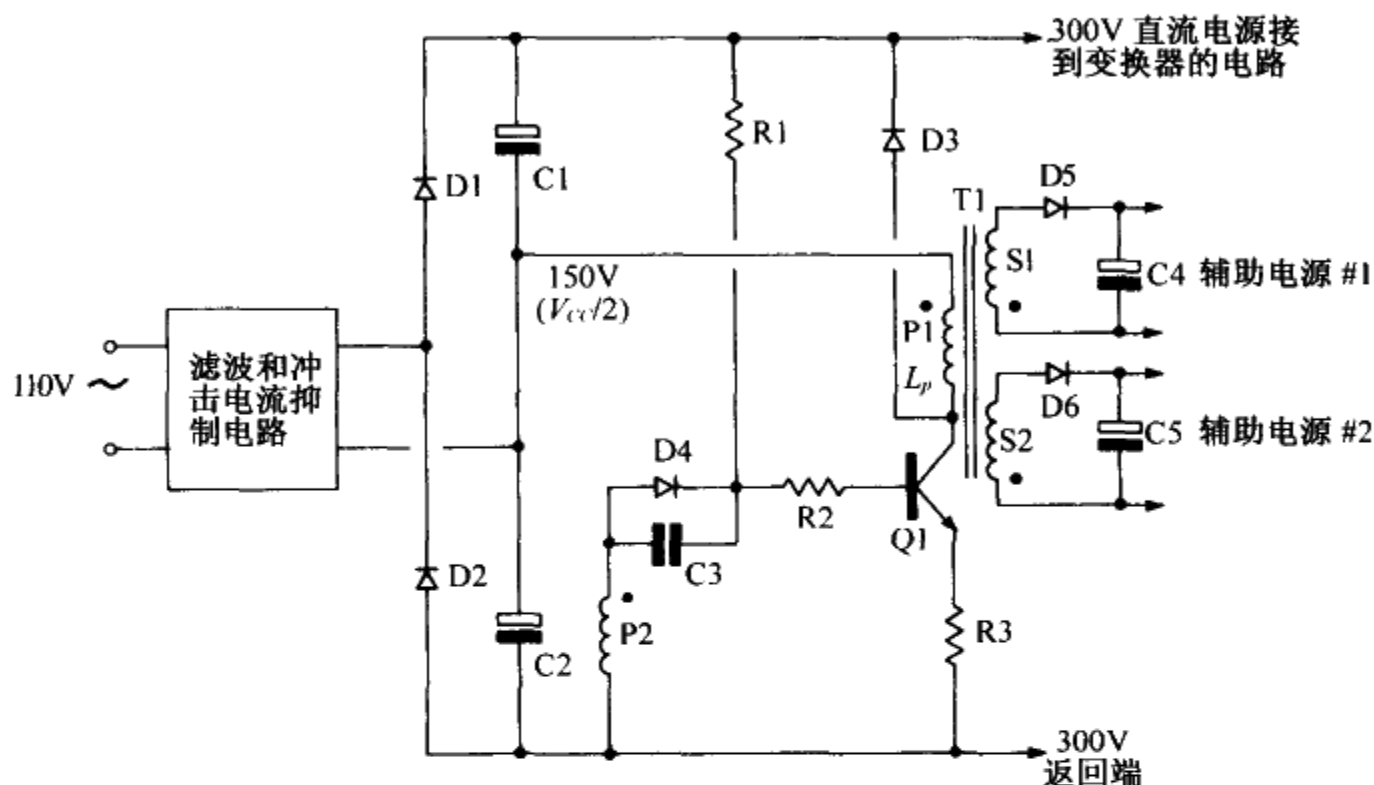 300V 直流电源接
到变换器的电路
R1
D3
D1
C1
T1
D5
S1
C4 辅助电源 #1
150V
(Vcc/2)
P1
Lp
110V ~
滤波和冲
击电流抑
制电路
D6
S2
C5 辅助电源 #2
D4
R2
Q1
C3
D2
P2
R3
C2
300V
返回端